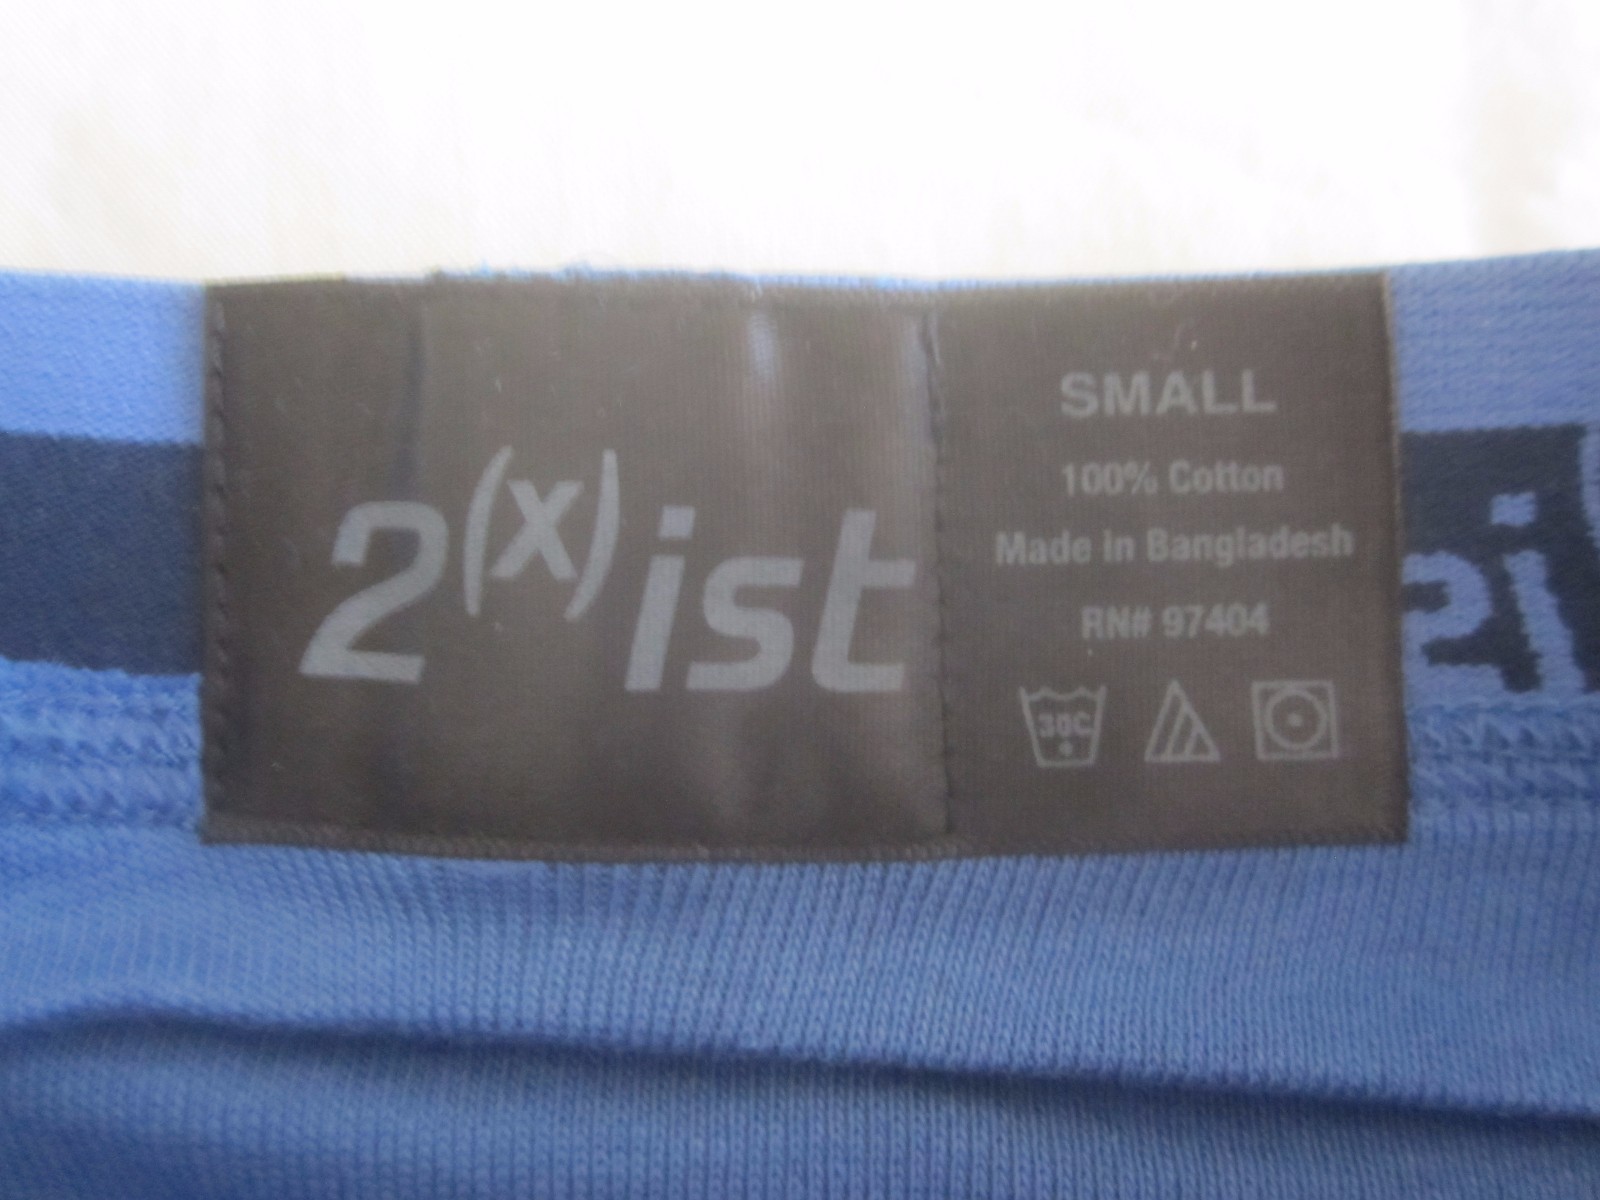 2(x)ist
SMALL
100% Cotton
Made in Bangladesh
RN# 97404
30C